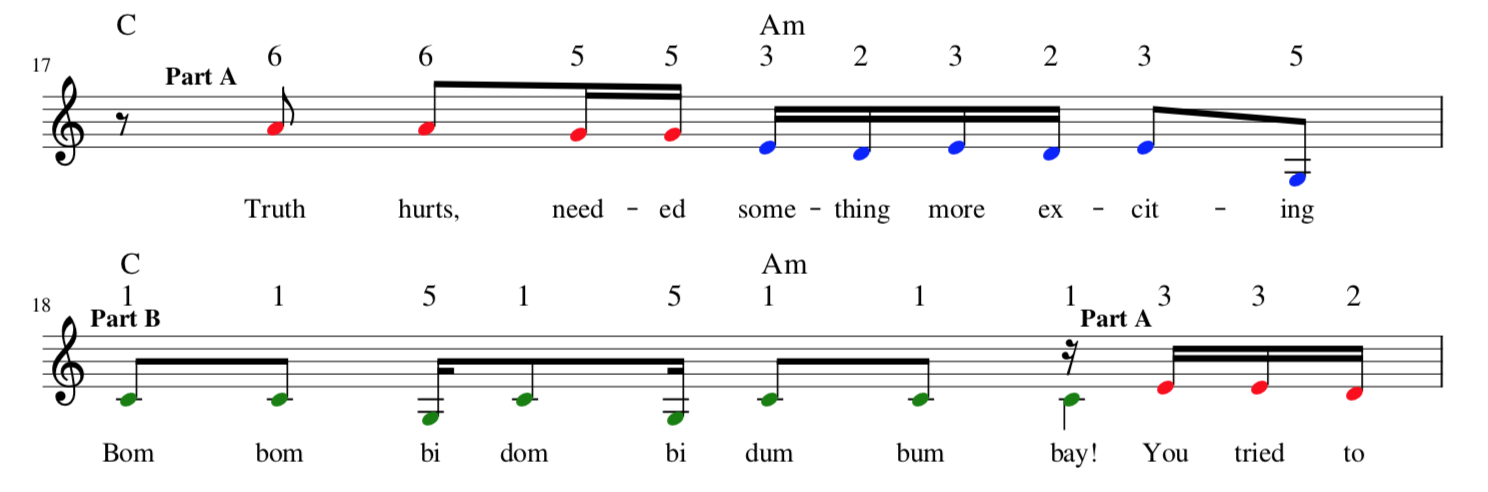 C Am
6 6 5 5 3 2 3 2 3 5
17 Part A
Truth hurts, need - ed some - thing more ex - cit - ing
C Am
1 1 5 1 5 1 1 1 3 3 2
18 Part B Part A
Bom bom bi dom bi dum bum bay! You tried to